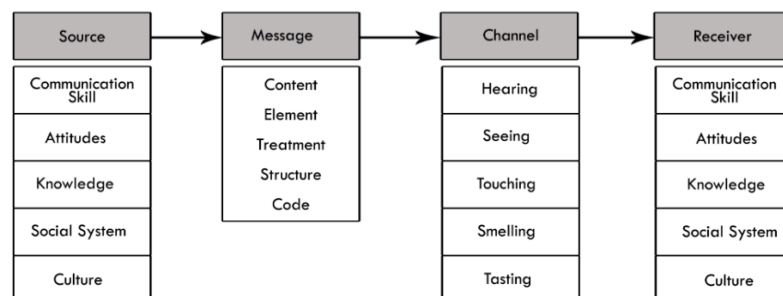 Source
Message
Channel
Receiver
Communication
Skill
Attitudes
Knowledge
Social System
Culture
Content
Element
Treatment
Structure
Code
Hearing
Seeing
Touching
Smelling
Tasting
Communication
Skill
Attitudes
Knowledge
Social System
Culture